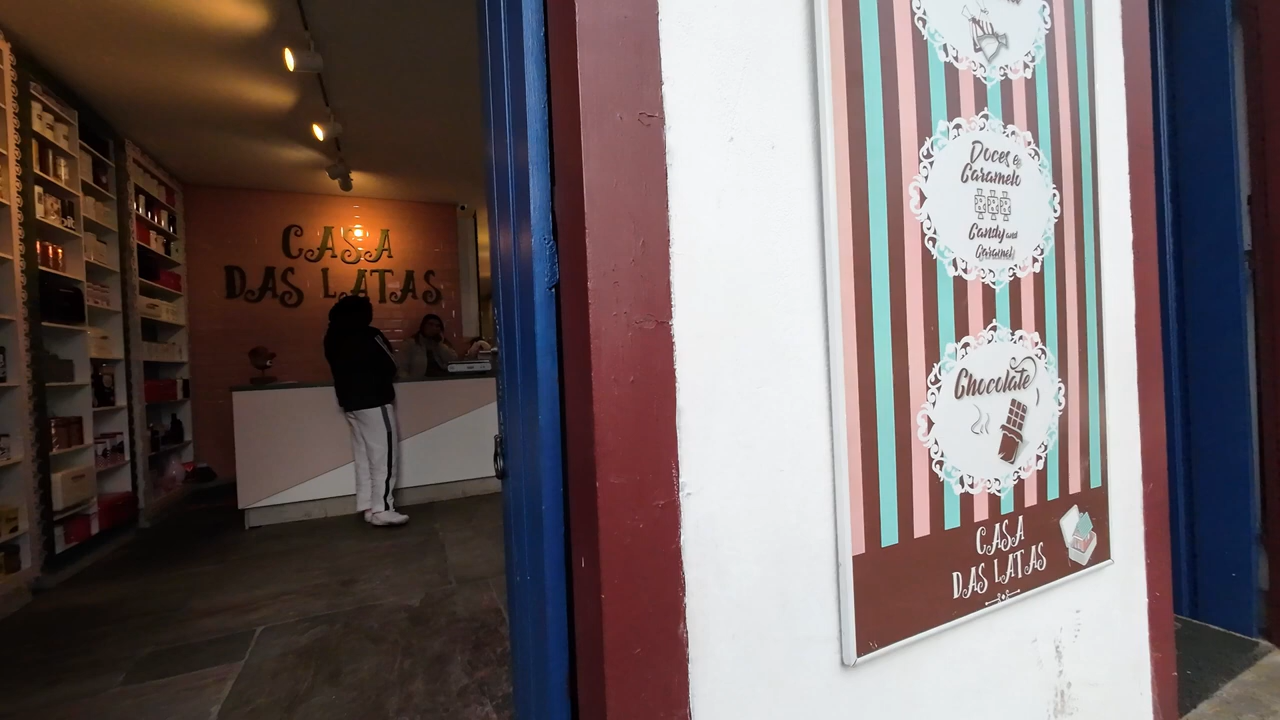 CASA
DAS LATAS
Doces e
Caramelo
Candy and
Caramel
Chocolate
CASA
DAS LATAS